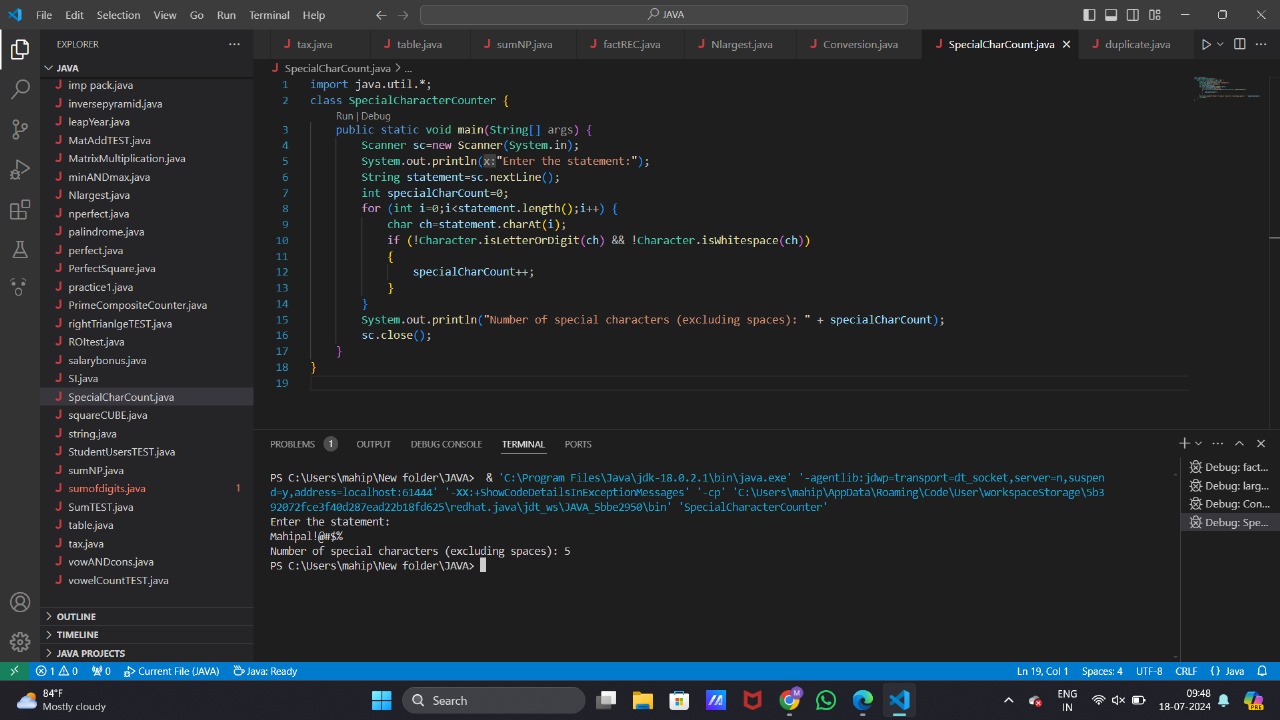 File Edit Selection View Go Run Terminal Help
JAVA
EXPLORER
JAVA
imp pack.java
inversepyramid.java
leapYear.java
MatAddTEST.java
MatrixMultiplication.java
minANDmax.java
Nlargest.java
nperfect.java
palindrome.java
perfect.java
PerfectSquare.java
practice1.java
PrimeCompositeCounter.java
rightTrianlgeTEST.java
ROItest.java
salarybonus.java
SI.java
SpecialCharCount.java
squareCUBE.java
string.java
StudentUsersTEST.java
sumNP.java
sumofdigits.java 1
SumTEST.java
table.java
tax.java
vowANDcons.java
vowelCountTEST.java
OUTLINE
TIMELINE
JAVA PROJECTS
tax.java table.java sumNP.java factREC.java Nlargest.java Conversion.java SpecialCharCount.java duplicate.java
SpecialCharCount.java > ...
1 import java.util.*;
2 class SpecialCharacterCounter {
Run | Debug
3 public static void main(String[] args) {
4 Scanner sc=new Scanner(System.in);
5 System.out.println(x:"Enter the statement:");
6 String statement=sc.nextLine();
7 int specialCharCount=0;
8 for (int i=0;i<statement.length();i++) {
9 char ch=statement.charAt(i);
10 if (!Character.isLetterOrDigit(ch) && !Character.isWhitespace(ch))
11 {
12 specialCharCount++;
13 }
14 }
15 System.out.println("Number of special characters (excluding spaces): " + specialCharCount);
16 sc.close();
17 }
18 }
19
PROBLEMS 1 OUTPUT DEBUG CONSOLE TERMINAL PORTS
PS C:\Users\mahip\New folder\JAVA> & 'C:\Program Files\Java\jdk-18.0.2.1\bin\java.exe' '-agentlib:jdwp=transport=dt_socket,server=n,suspen
d=y,address=localhost:61444' '-XX:+ShowCodeDetailsInExceptionMessages' '-cp' 'C:\Users\mahip\AppData\Roaming\Code\User\workspaceStorage\5b3
92072fce3f40d287ead22b18fd625\redhat.java\jdt_ws\JAVA_5bbe2950\bin' 'SpecialCharacterCounter'
Enter the statement:
Mahipal!@#$%
Number of special characters (excluding spaces): 5
PS C:\Users\mahip\New folder\JAVA>
Debug: fact...
Debug: larg...
Debug: Con...
Debug: Spe...
1 0 0 Current File (JAVA) Java: Ready Ln 19, Col 1 Spaces: 4 UTF-8 CRLF {} Java
84°F
Mostly cloudy
Search
ENG
IN
09:48
18-07-2024